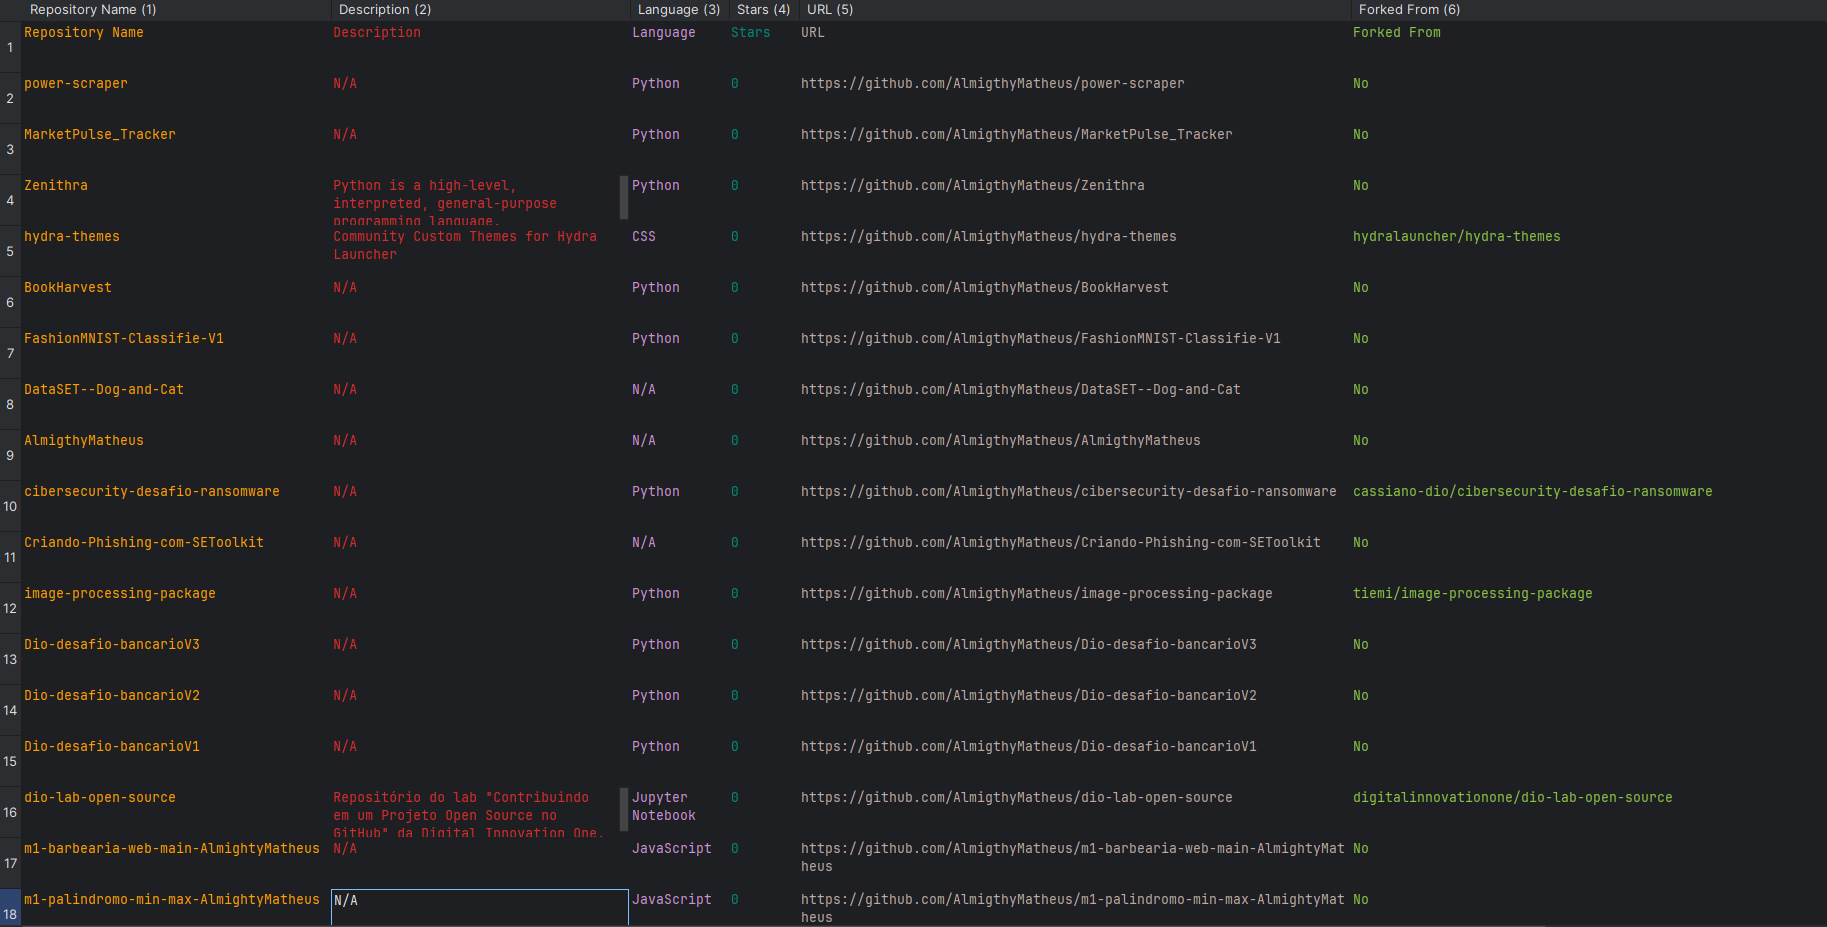 Repository Name (1) Description (2) Language (3) Stars (4) URL (5) Forked From (6)
1 Repository Name Description Language Stars URL Forked From
2 power-scraper N/A Python 0 https://github.com/AlmigthyMatheus/power-scraper No
3 MarketPulse_Tracker N/A Python 0 https://github.com/AlmigthyMatheus/MarketPulse_Tracker No
4 Zenithra Python is a high-level, Python 0 https://github.com/AlmigthyMatheus/Zenithra No
interpreted, general-purpose
programming language.
5 hydra-themes Community Custom Themes for Hydra CSS 0 https://github.com/AlmigthyMatheus/hydra-themes hydralauncher/hydra-themes
Launcher
6 BookHarvest N/A Python 0 https://github.com/AlmigthyMatheus/BookHarvest No
7 FashionMNIST-Classifie-V1 N/A Python 0 https://github.com/AlmigthyMatheus/FashionMNIST-Classifie-V1 No
8 DataSET--Dog-and-Cat N/A N/A 0 https://github.com/AlmigthyMatheus/DataSET--Dog-and-Cat No
9 AlmigthyMatheus N/A N/A 0 https://github.com/AlmigthyMatheus/AlmigthyMatheus No
10 cibersecurity-desafio-ransomware N/A Python 0 https://github.com/AlmigthyMatheus/cibersecurity-desafio-ransomware cassiano-dio/cibersecurity-desafio-ransomware
11 Criando-Phishing-com-SEToolkit N/A N/A 0 https://github.com/AlmigthyMatheus/Criando-Phishing-com-SEToolkit No
12 image-processing-package N/A Python 0 https://github.com/AlmigthyMatheus/image-processing-package tiemi/image-processing-package
13 Dio-desafio-bancarioV3 N/A Python 0 https://github.com/AlmigthyMatheus/Dio-desafio-bancarioV3 No
14 Dio-desafio-bancarioV2 N/A Python 0 https://github.com/AlmigthyMatheus/Dio-desafio-bancarioV2 No
15 Dio-desafio-bancarioV1 N/A Python 0 https://github.com/AlmigthyMatheus/Dio-desafio-bancarioV1 No
16 dio-lab-open-source Repositório do lab "Contribuindo Jupyter 0 https://github.com/AlmigthyMatheus/dio-lab-open-source digitalinnovationone/dio-lab-open-source
em um Projeto Open Source no Notebook
GitHub" da Digital Innovation One.
17 m1-barbearia-web-main-AlmightyMatheus N/A JavaScript 0 https://github.com/AlmigthyMatheus/m1-barbearia-web-main-AlmightyMat No
heus
18 m1-palindromo-min-max-AlmightyMatheus N/A JavaScript 0 https://github.com/AlmigthyMatheus/m1-palindromo-min-max-AlmightyMat No
heus